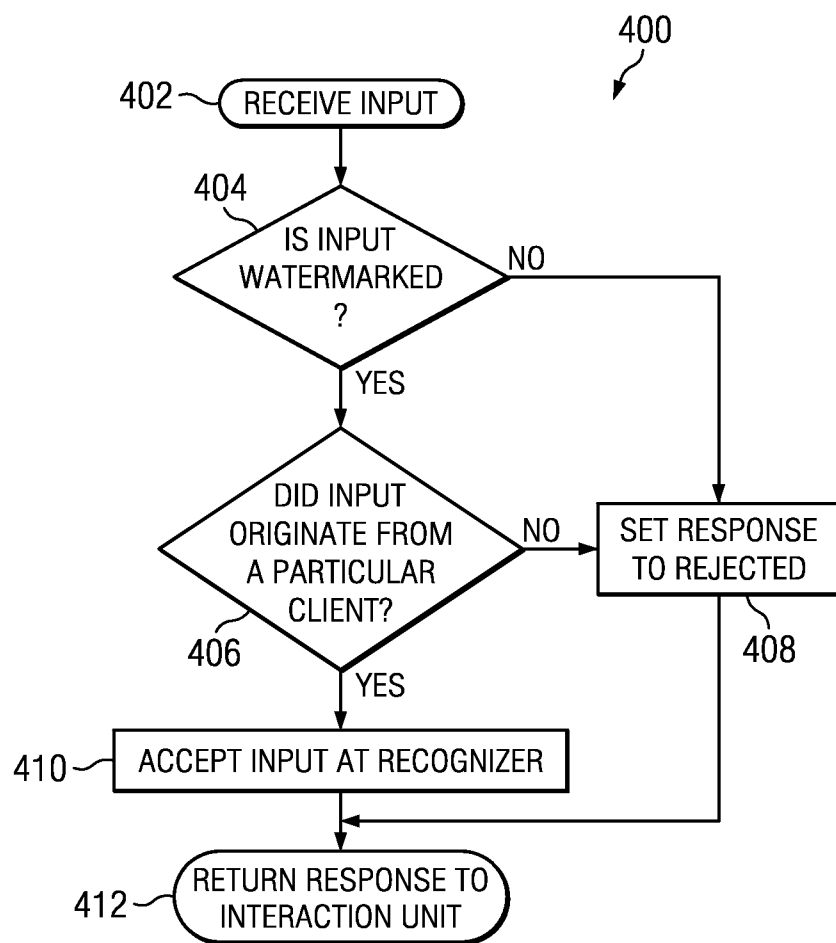 400
402
RECEIVE INPUT
404
IS INPUT
WATERMARKED
?
NO
YES
DID INPUT
ORIGINATE FROM
A PARTICULAR
CLIENT?
NO
SET RESPONSE
TO REJECTED
406
408
YES
410
ACCEPT INPUT AT RECOGNIZER
412
RETURN RESPONSE TO
INTERACTION UNIT